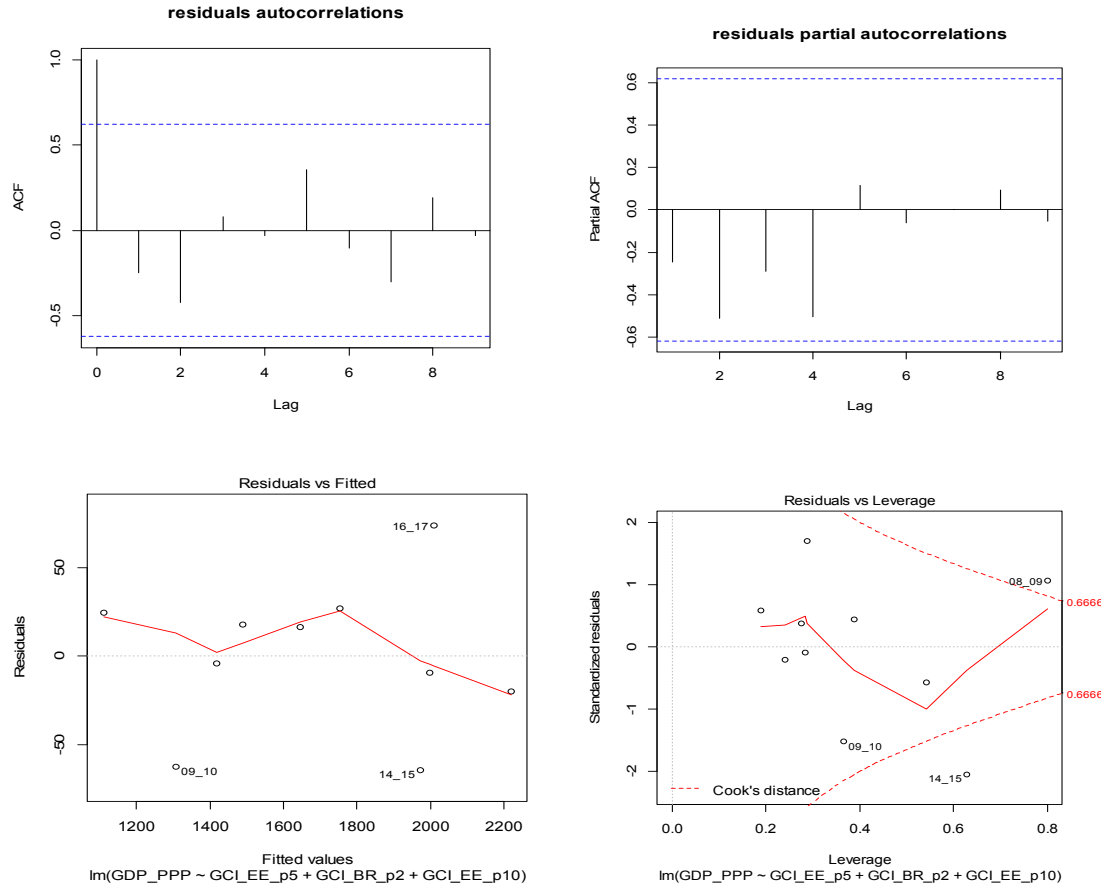 residuals autocorrelations
ACF
1.0
0.5
0.0
-0.5
0 2 4 6 8
Lag
residuals partial autocorrelations
Partial ACF
0.6
0.4
0.2
0.0
-0.2
-0.4
-0.6
2 4 6 8
Lag
Residuals vs Fitted
Residuals
50
0
-50
16_17
09_10
14_15
1200 1400 1600 1800 2000 2200
Fitted values
lm(GDP_PPP ~ GCI_EE_p5 + GCI_BR_p2 + GCI_EE_p10)
Residuals vs Leverage
Standardized residuals
2
1
0
-1
-2
08_09
0.6666
0.6666
09_10
14_15
Cook's distance
0.0 0.2 0.4 0.6 0.8
Leverage
lm(GDP_PPP ~ GCI_EE_p5 + GCI_BR_p2 + GCI_EE_p10)